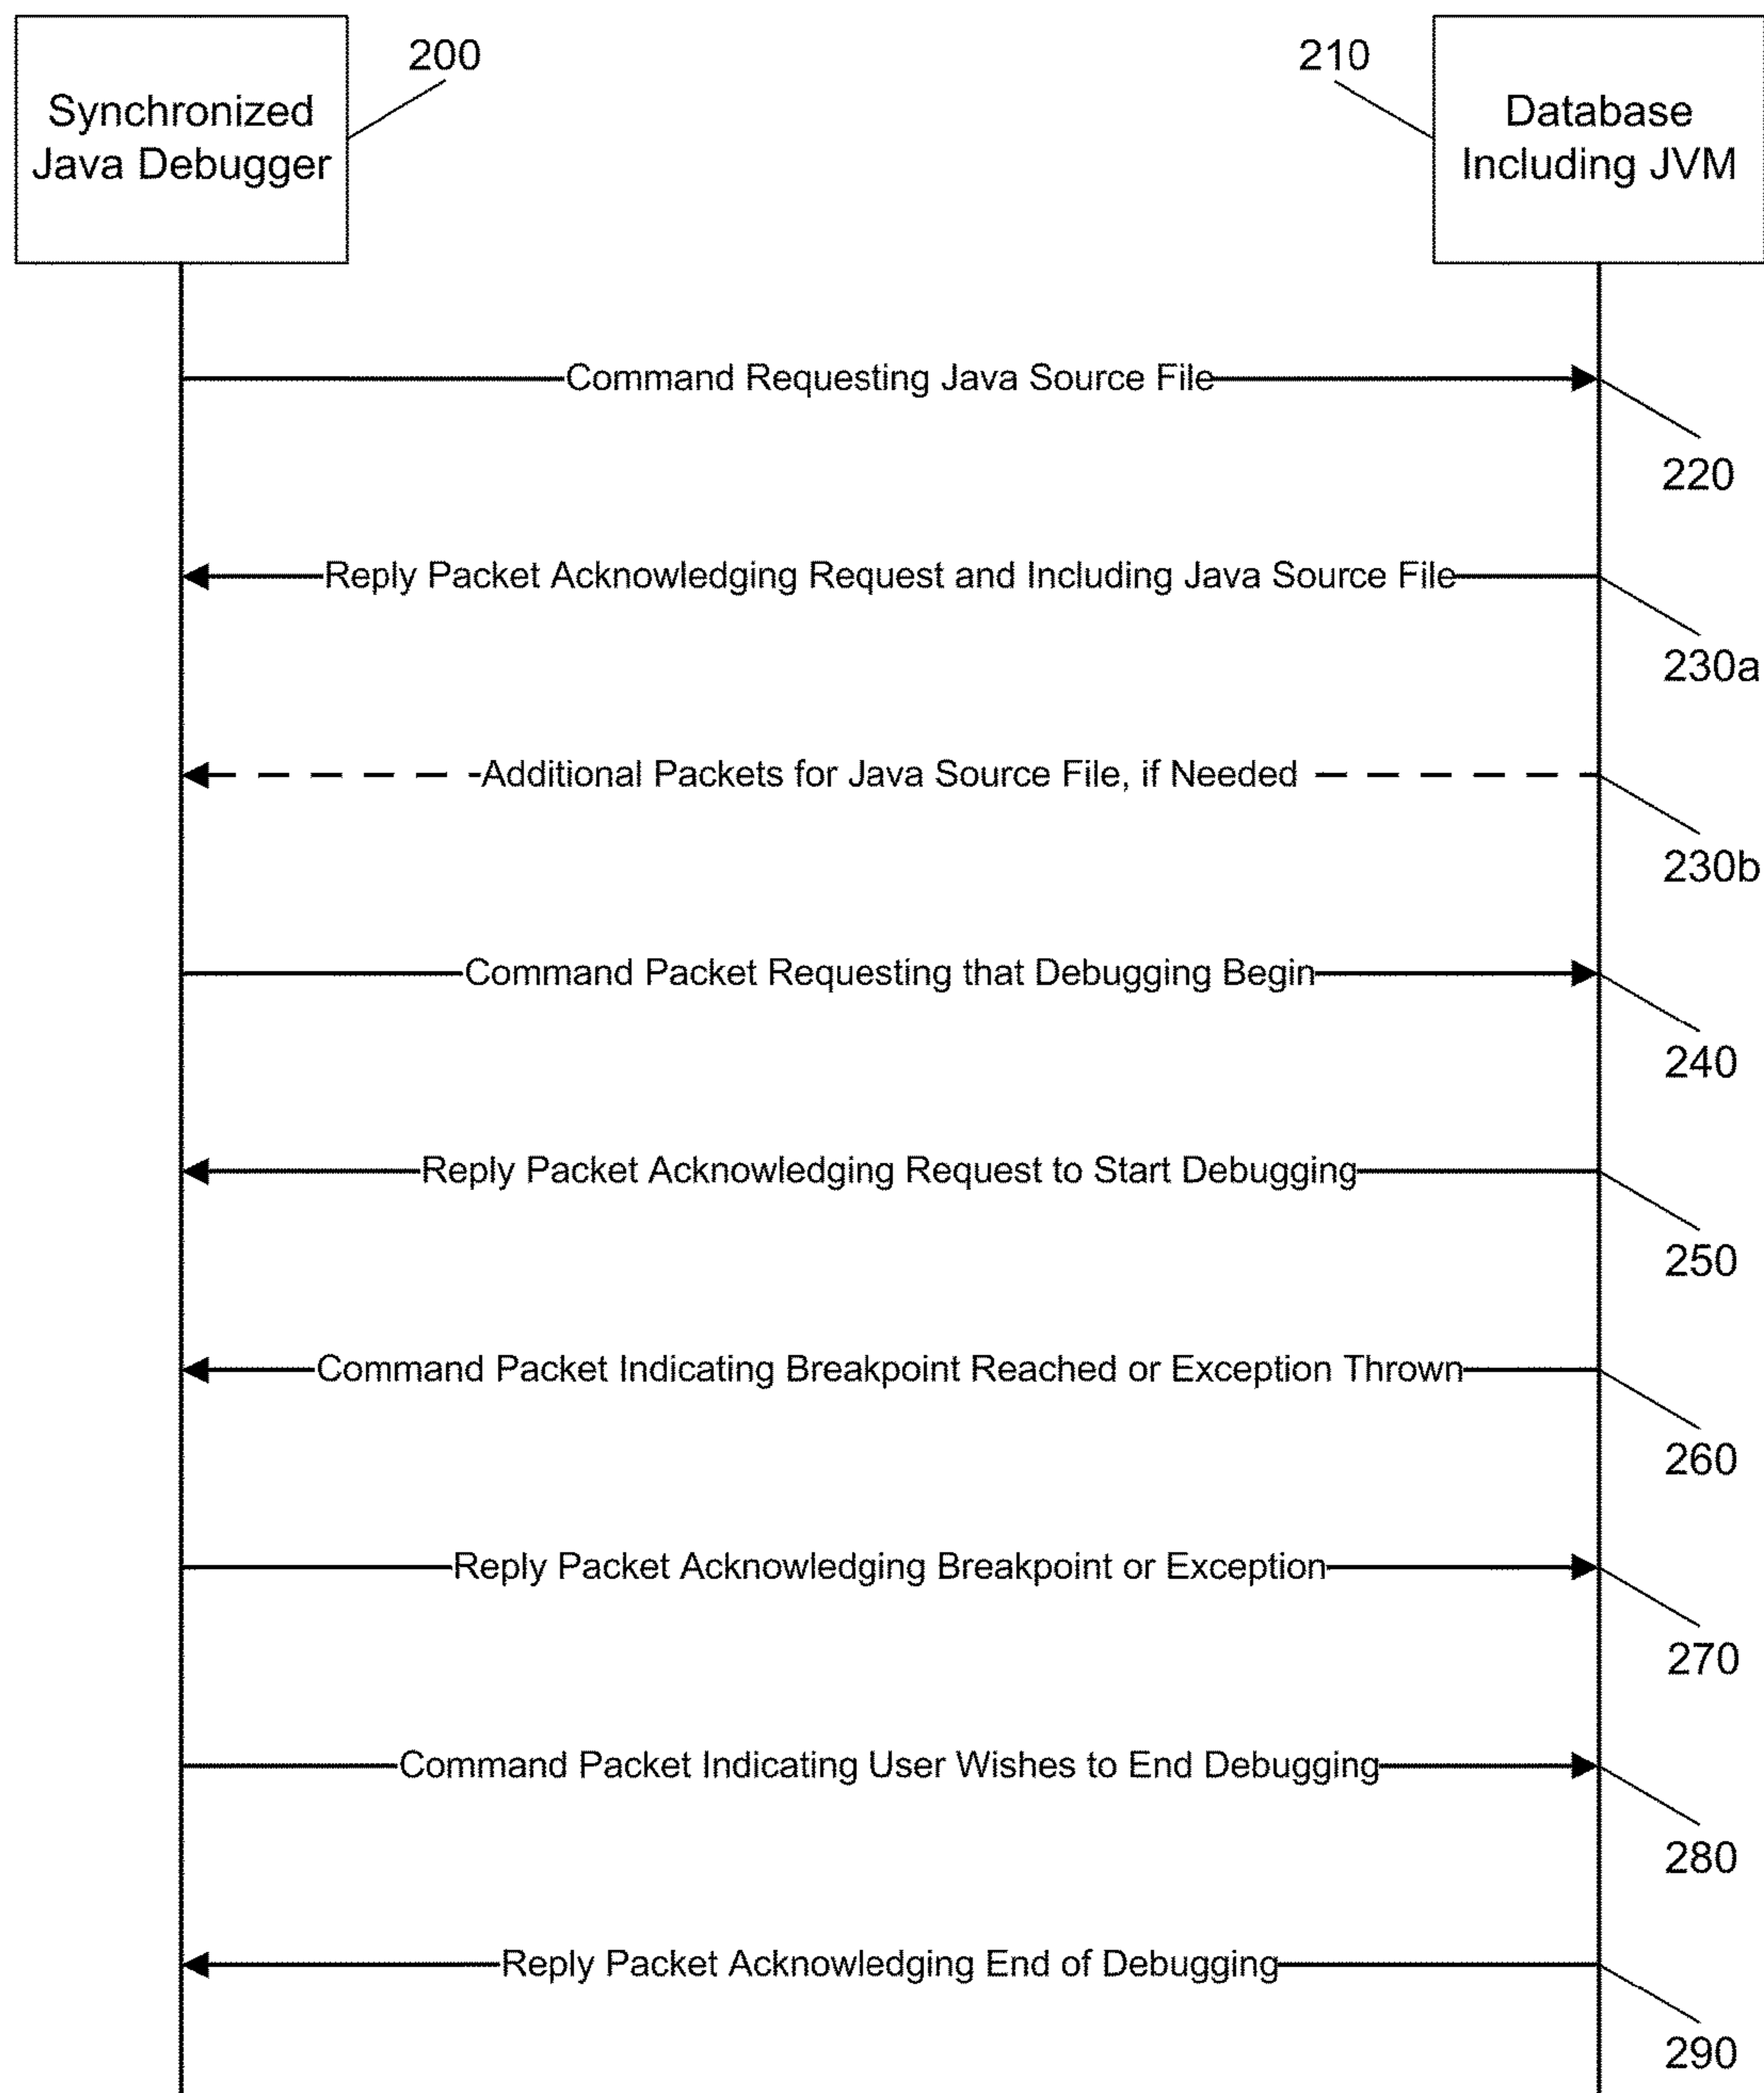 Synchronized
Java Debugger
200
210
Database
Including JVM
Command Requesting Java Source File
220
Reply Packet Acknowledging Request and Including Java Source File
230a
Additional Packets for Java Source File, if Needed
230b
Command Packet Requesting that Debugging Begin
240
Reply Packet Acknowledging Request to Start Debugging
250
Command Packet Indicating Breakpoint Reached or Exception Thrown
260
Reply Packet Acknowledging Breakpoint or Exception
270
Command Packet Indicating User Wishes to End Debugging
280
Reply Packet Acknowledging End of Debugging
290